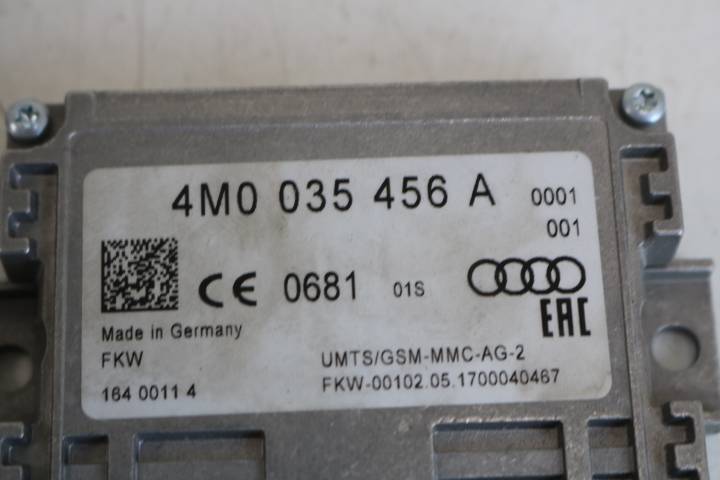 4M0 035 456 A 0001
001
CE 0681 01S
EAC
Made in Germany
FKW UMTS/GSM-MMC-AG-2
164 0011 4 FKW-00102.05.1700040467